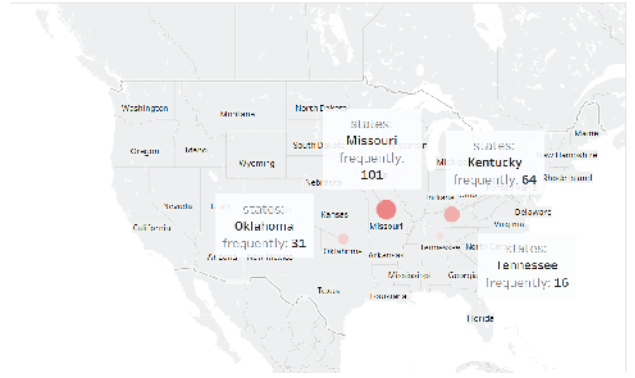 Washington
Montana
North Dakota
states:
Missouri
frequently:
101
Maine
Oregon
Idaho
South Dakota
states:
Kentucky
frequently: 64
New Hampshire
Wyoming
Rhode Island
Nebraska
Indiana
Nevada
states:
Oklahoma
frequently: 31
Kansas
Missouri
Delaware
Virginia
California
Oklahoma
Arkansas
Tennessee
states:
Tennessee
frequently: 16
Mississippi
Georgia
Texas
Louisiana
Florida